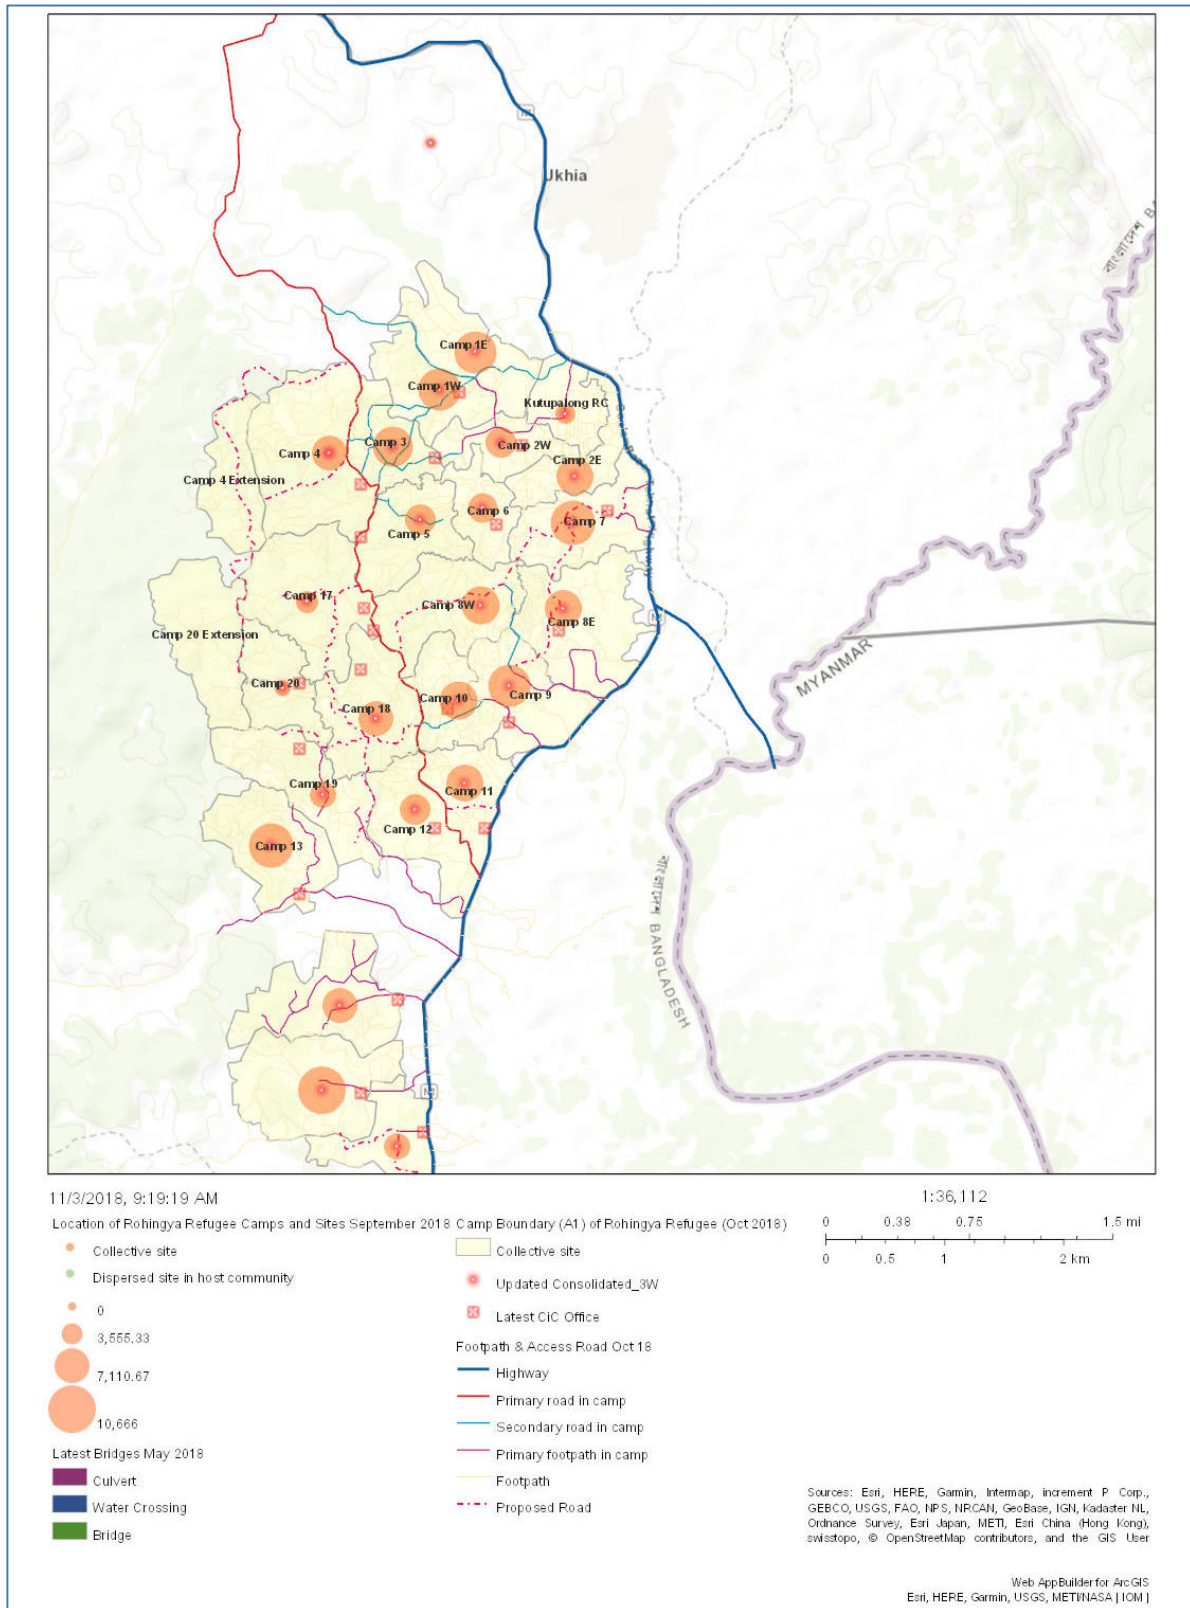 Ukhia
বাংলাদেশ BA
Camp 1E
Camp 1W
Kutupalong RC
Camp 3
Camp 2W
Camp 4
Camp 2E
Camp 4 Extension
Camp 6
Camp 7
Camp 5
Camp 17
Camp 8W
Camp 8E
Camp 20 Extension
MYANMAR
Camp 20
Camp 10
Camp 9
Camp 18
Camp 19
Camp 11
Camp 12
Camp 13
বাংলাদেশ BANGLADESH
11/3/2018, 9:19:19 AM
1:36,112
Location of Rohingya Refugee Camps and Sites September 2018
Collective site
Dispersed site in host community
0
3,555.33
7,110.67
10,666
Latest Bridges May 2018
Culvert
Water Crossing
Bridge
Camp Boundary (A1) of Rohingya Refugee (Oct 2018)
Collective site
Updated Consolidated_3W
Latest CiC Office
Footpath & Access Road Oct 18
Highway
Primary road in camp
Secondary road in camp
Primary footpath in camp
Footpath
Proposed Road
0 0.38 0.75 1.5 mi
0 0.5 1 2 km
Sources: Esri, HERE, Garmin, Intermap, increment P Corp.,
GEBCO, USGS, FAO, NPS, NRCAN, GeoBase, IGN, Kadaster NL,
Ordnance Survey, Esri Japan, METI, Esri China (Hong Kong),
swisstopo, © OpenStreetMap contributors, and the GIS User
Web AppBuilder for ArcGIS
Esri, HERE, Garmin, USGS, METI/NASA | IOM |